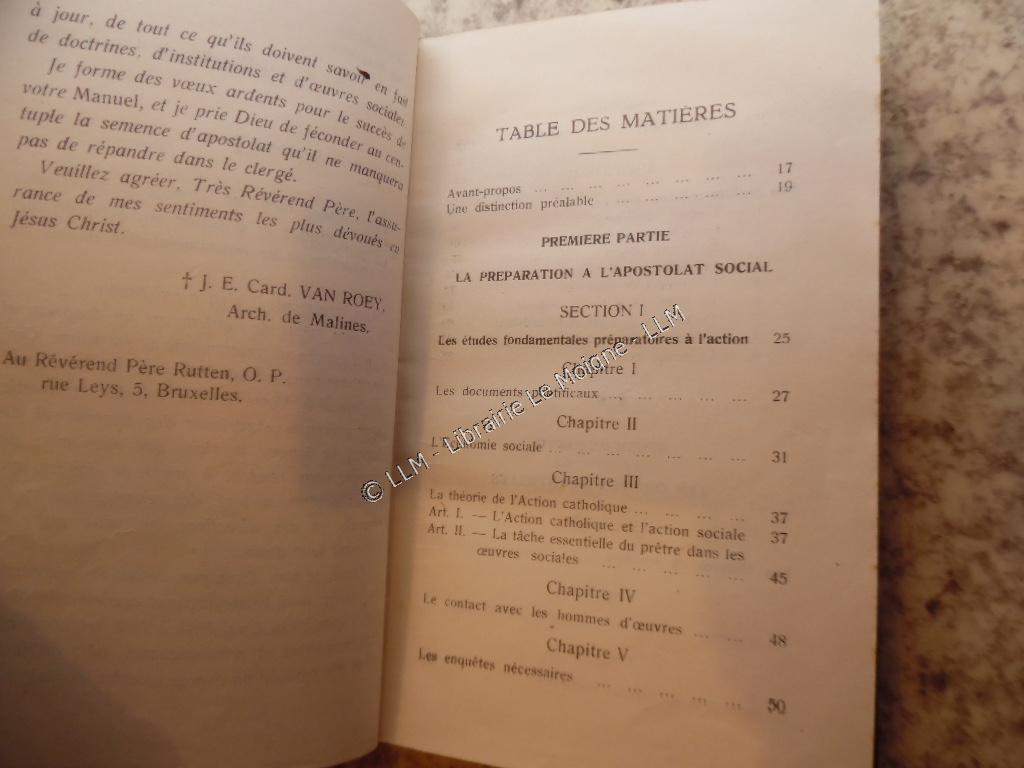 à jour, de tout ce qu'ils doivent savoir en fait
de doctrines, d'institutions et d'œuvres sociales.
Je forme des vœux ardents pour le succès de
votre Manuel, et je prie Dieu de féconder au cen-
tuple la semence d'apostolat qu'il ne manquera
pas de répandre dans le clergé.
Veuillez agréer, Très Révérend Père, l'assu-
rance de mes sentiments les plus dévoués en
Jésus Christ.
† J. E. Card. VAN ROEY,
Arch. de Malines.
Au Révérend Père Rutten, O. P.
rue Leys, 5, Bruxelles.
TABLE DES MATIÈRES
Avant-propos ... ... ... ... ... ... ... ... 17
Une distinction préalable ... ... ... ... ... 19
PREMIERE PARTIE
LA PREPARATION A L'APOSTOLAT SOCIAL
SECTION I
Les études fondamentales préparatoires à l'action 25
Chapitre I
Les documents pontificaux ... ... ... ... ... 27
Chapitre II
L'Economie sociale ... ... ... ... ... ... ... 31
Chapitre III
La théorie de l'Action catholique ... ... ... ... 37
Art. I. — L'Action catholique et l'action sociale 37
Art. II. — La tâche essentielle du prêtre dans les
œuvres sociales ... ... ... ... ... 45
Chapitre IV
Le contact avec les hommes d'œuvres ... ... ... 48
Chapitre V
Les enquêtes nécessaires ... ... ... ... ... 50
© LLM - Librairie Le Moigne - LLM